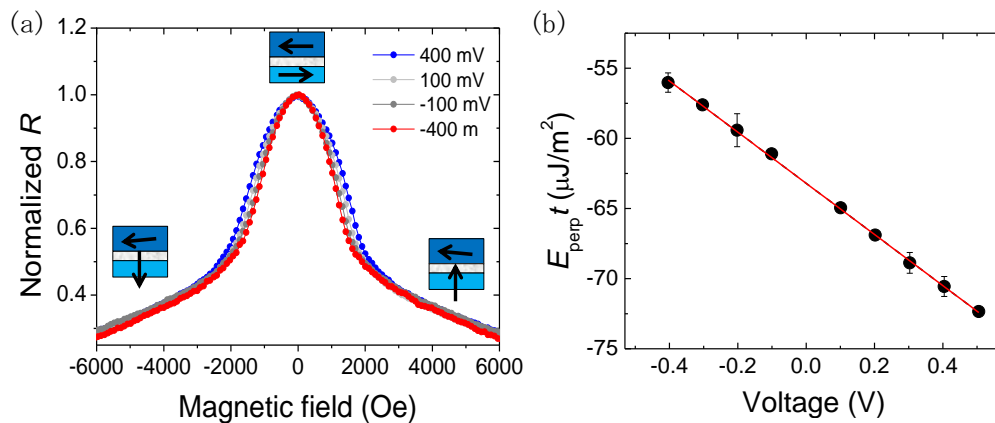 (a)
1.2
1.0
0.8
0.6
0.4
Normalized R
400 mV
100 mV
-100 mV
-400 m
-6000 -4000 -2000 0 2000 4000 6000
Magnetic field (Oe)
(b)
-55
-60
-65
-70
-75
E_perp t (μJ/m²)
-0.4 -0.2 0.0 0.2 0.4
Voltage (V)